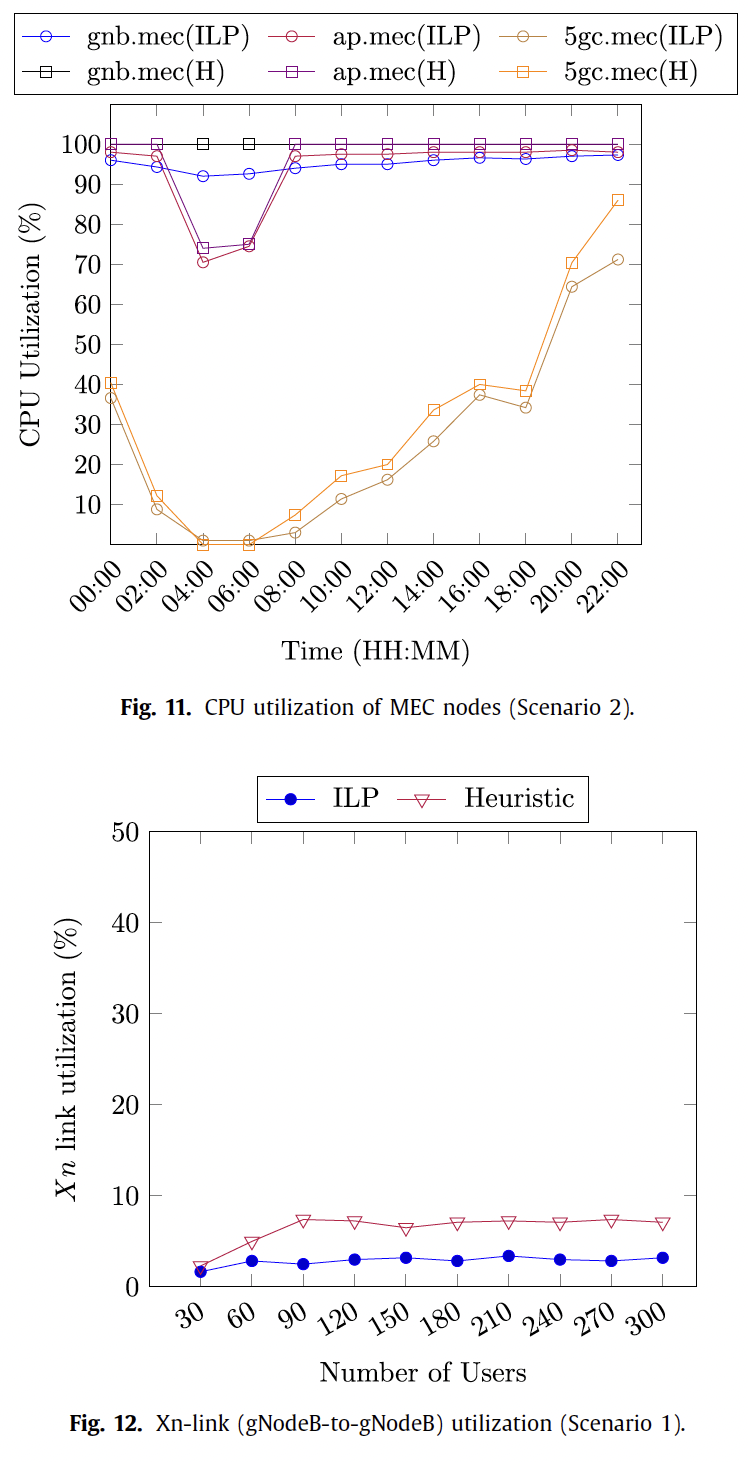 gnb.mec(ILP) ap.mec(ILP) 5gc.mec(ILP)
gnb.mec(H) ap.mec(H) 5gc.mec(H)
100
90
80
70
60
50
40
30
20
10
CPU Utilization (%)
00:00 02:00 04:00 06:00 08:00 10:00 12:00 14:00 16:00 18:00 20:00 22:00
Time (HH:MM)
Fig. 11. CPU utilization of MEC nodes (Scenario 2).
ILP Heuristic
50
40
30
20
10
0
Xn link utilization (%)
30 60 90 120 150 180 210 240 270 300
Number of Users
Fig. 12. Xn-link (gNodeB-to-gNodeB) utilization (Scenario 1).